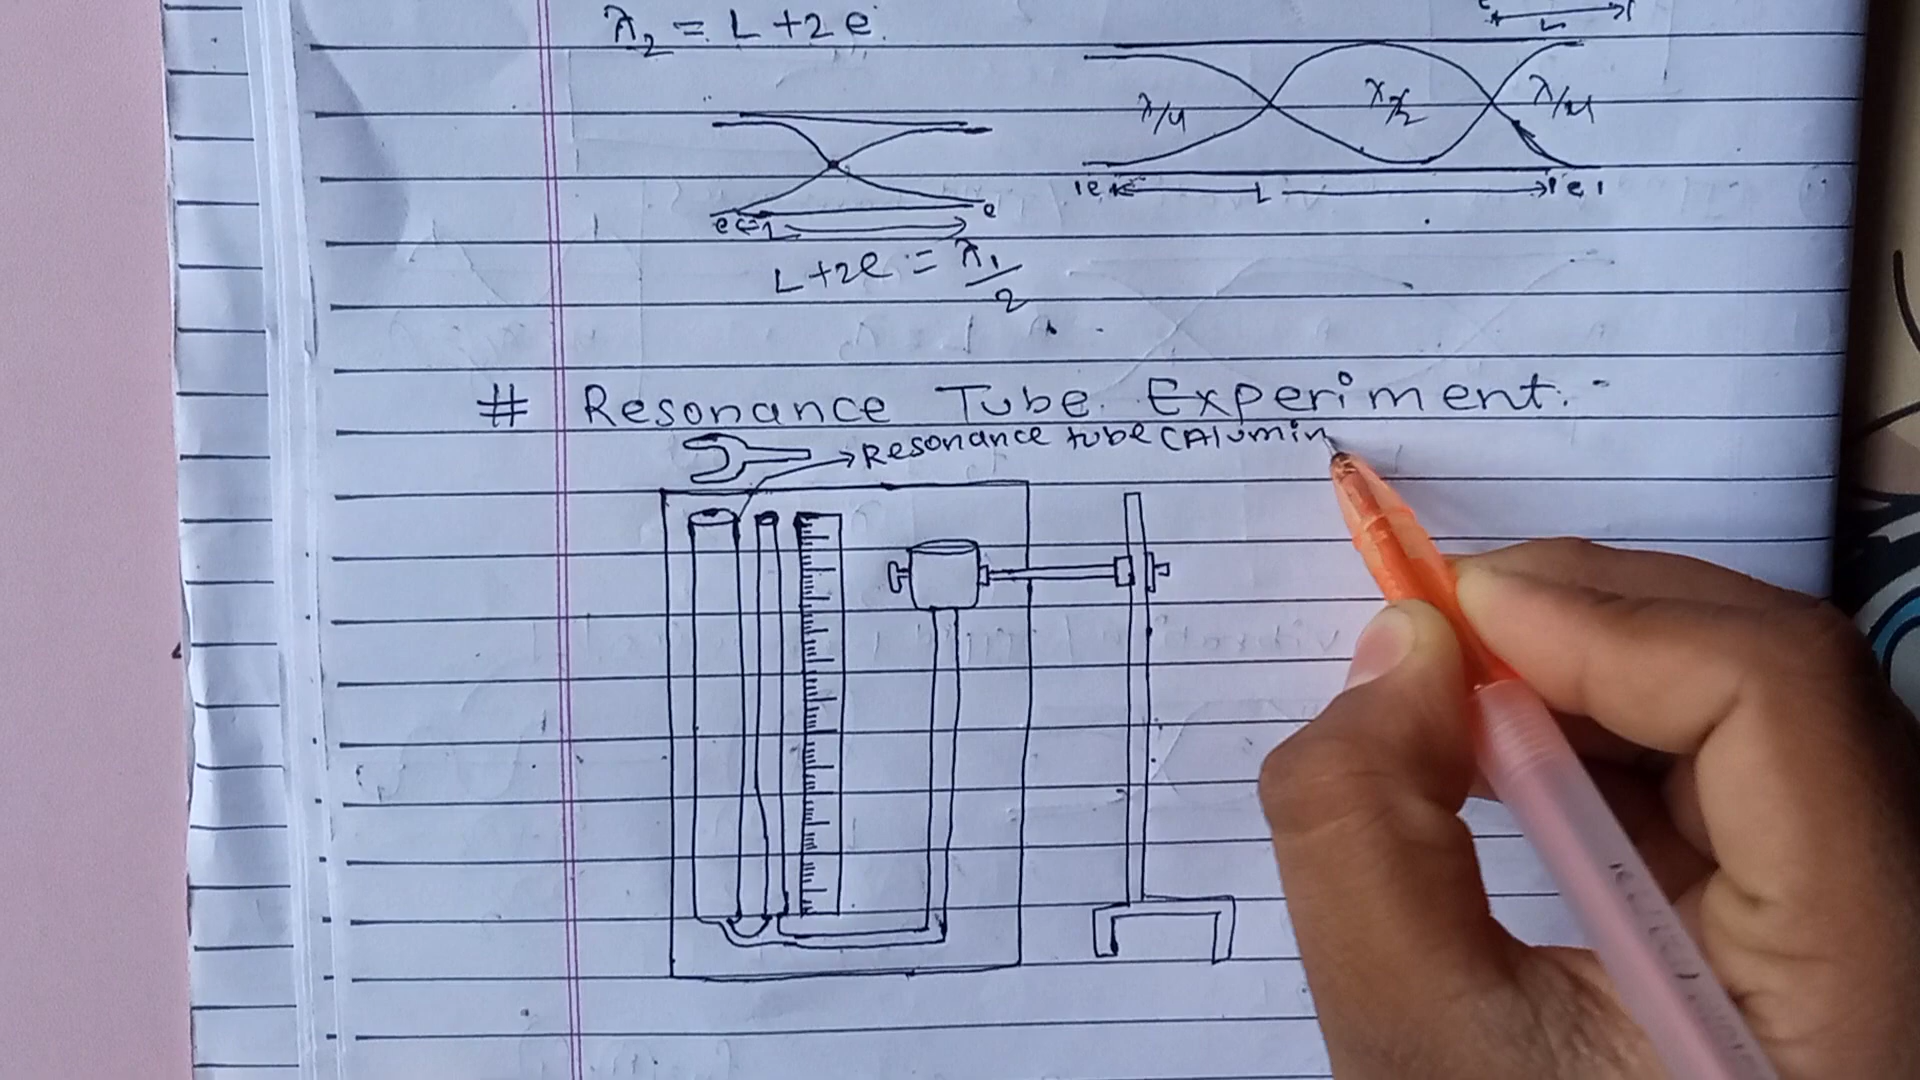 λ₂ = L + 2e
L
λ/4 λ/2 λ/4
e L e
e L e
L + 2e = λ₁/2
# Resonance Tube Experiment:-
→ Resonance tube (Alumin